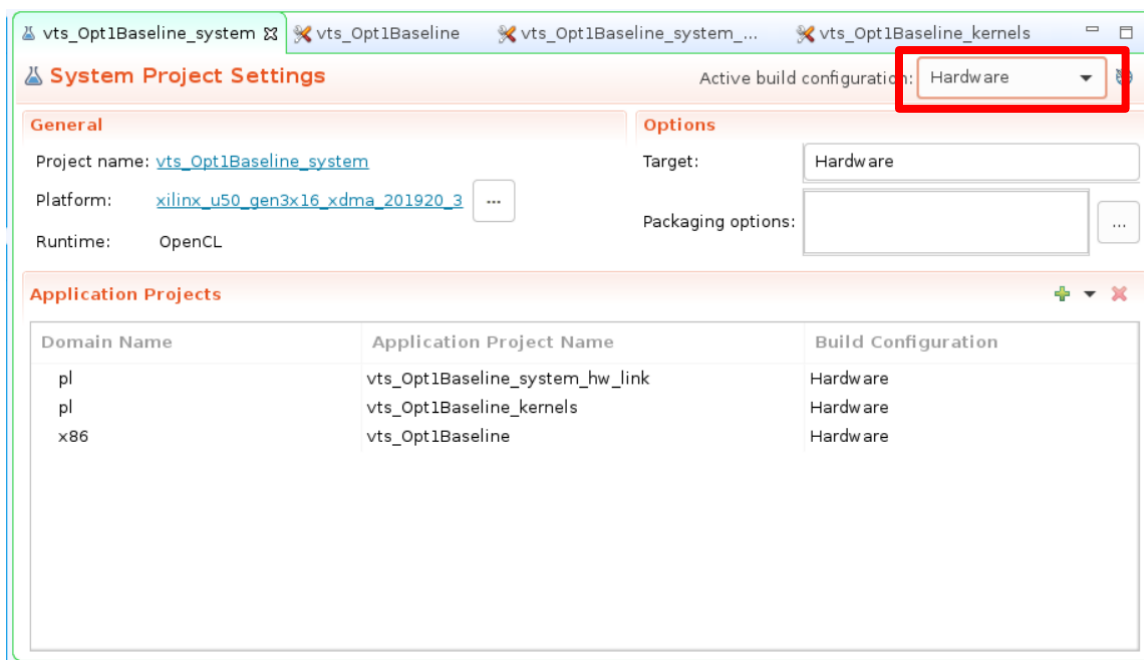 vts_Opt1Baseline_system vts_Opt1Baseline vts_Opt1Baseline_system_... vts_Opt1Baseline_kernels
System Project Settings Active build configuration: Hardware
General Options
Project name: vts_Opt1Baseline_system Target: Hardware
Platform: xilinx_u50_gen3x16_xdma_201920_3 ...
Packaging options: ...
Runtime: OpenCL
Application Projects
Domain Name Application Project Name Build Configuration
pl vts_Opt1Baseline_system_hw_link Hardware
pl vts_Opt1Baseline_kernels Hardware
x86 vts_Opt1Baseline Hardware